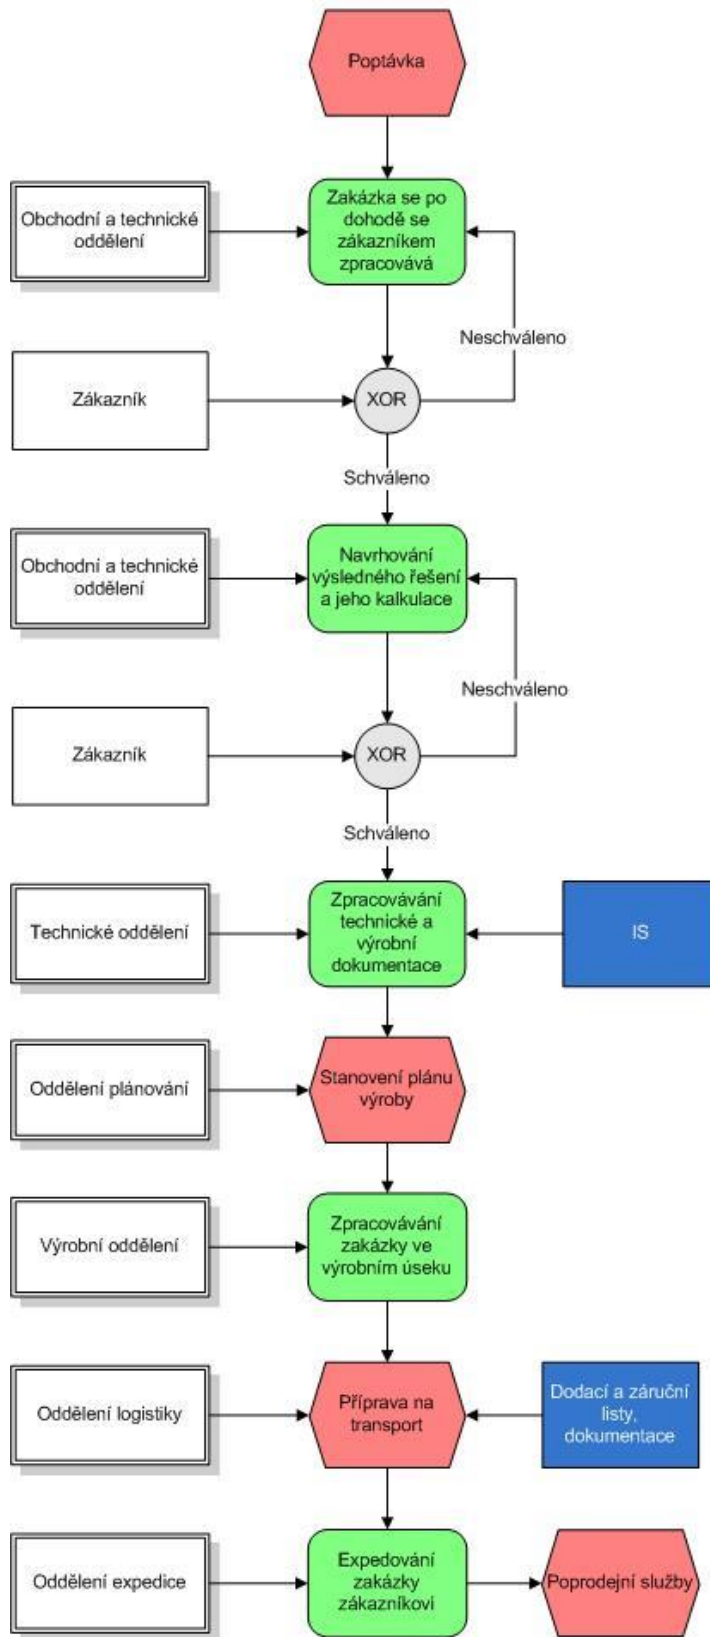 Poptávka
Obchodní a technické
oddělení
Zakázka se po
dohodě se
zákazníkem
zpracovává
Neschváleno
Zákazník
XOR
Schváleno
Obchodní a technické
oddělení
Navrhování
výsledného řešení
a jeho kalkulace
Neschváleno
Zákazník
XOR
Schváleno
Technické oddělení
Zpracovávání
technické a
výrobní
dokumentace
IS
Oddělení plánování
Stanovení plánu
výroby
Výrobní oddělení
Zpracovávání
zakázky ve
výrobním úseku
Oddělení logistiky
Příprava na
transport
Dodací a záruční
listy,
dokumentace
Oddělení expedice
Expedování
zakázky
zákazníkovi
Poprodejní služby